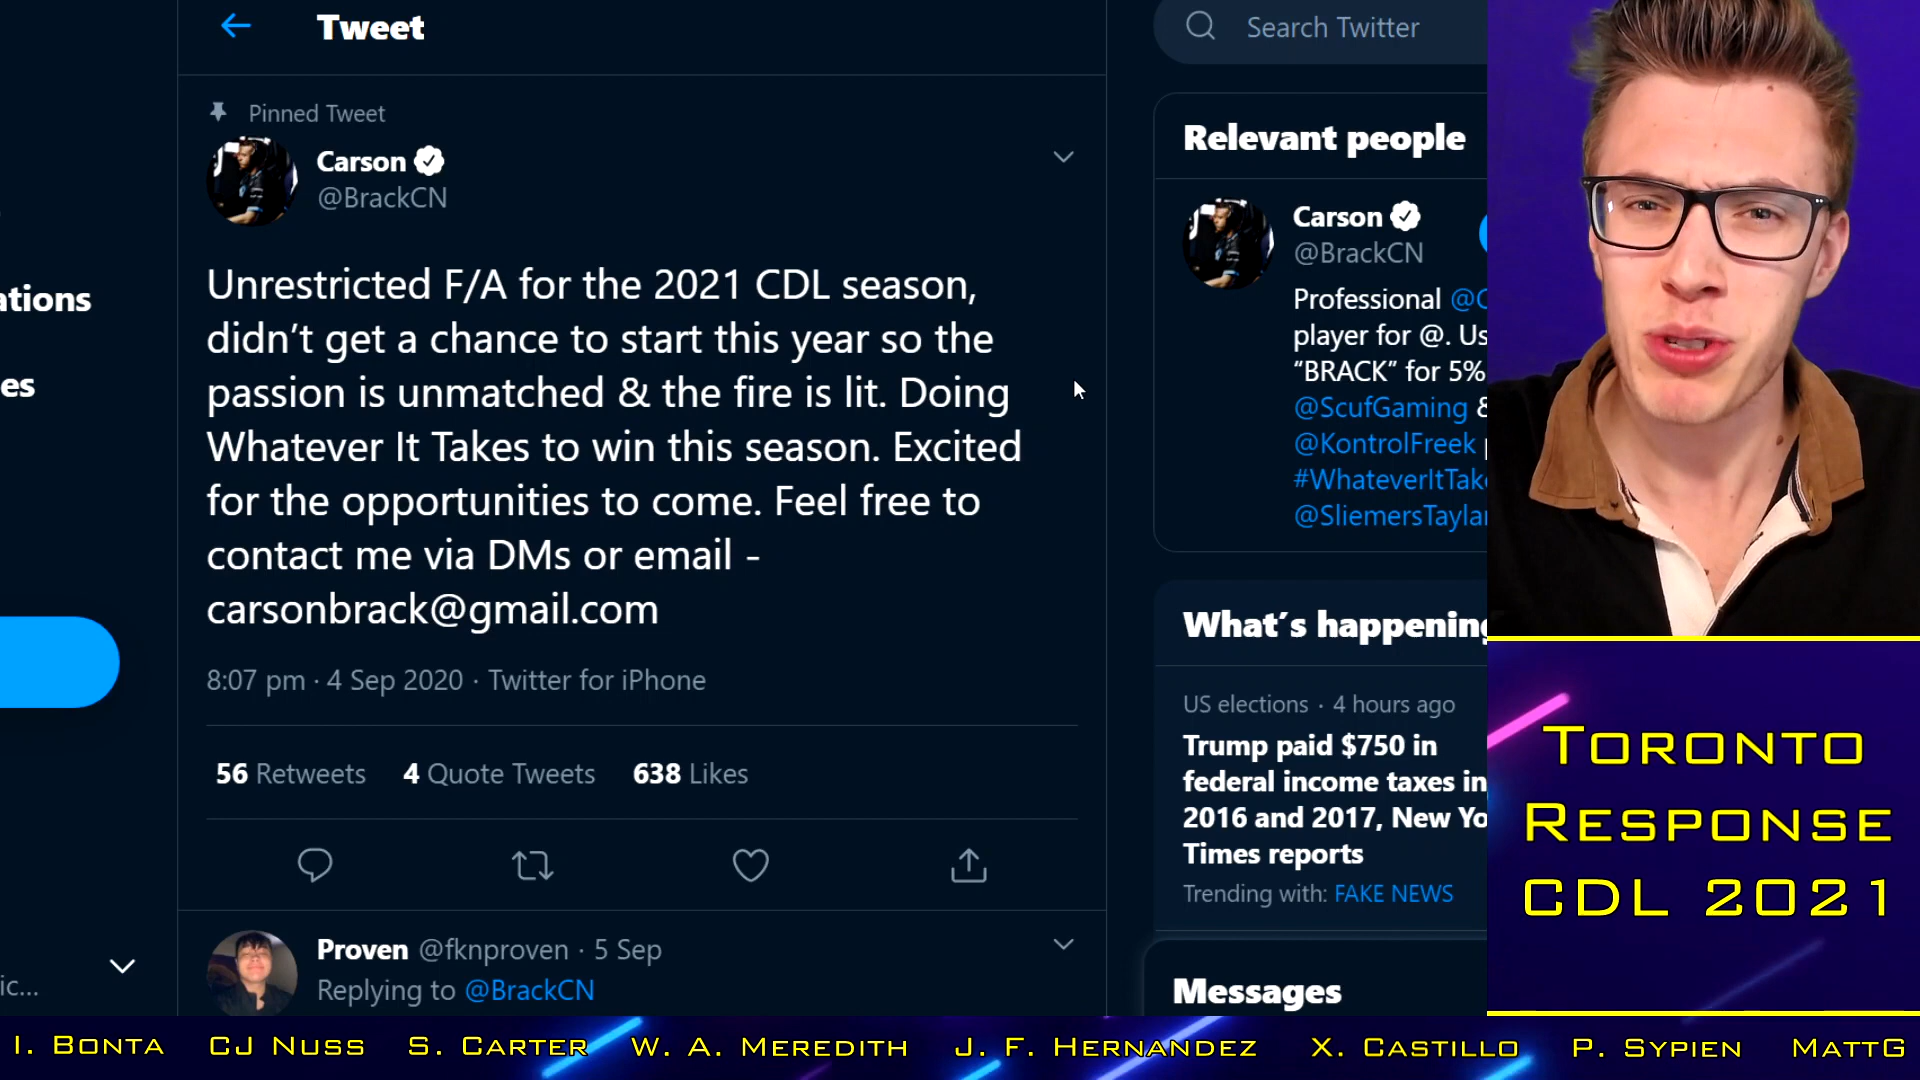 Tweet
Search Twitter
Pinned Tweet
Carson
@BrackCN
Unrestricted F/A for the 2021 CDL season,
didn’t get a chance to start this year so the
passion is unmatched & the fire is lit. Doing
Whatever It Takes to win this season. Excited
for the opportunities to come. Feel free to
contact me via DMs or email -
carsonbrack@gmail.com
8:07 pm · 4 Sep 2020 · Twitter for iPhone
56 Retweets 4 Quote Tweets 638 Likes
Proven @fknproven · 5 Sep
Replying to @BrackCN
ations
es
ic...
Relevant people
Carson
@BrackCN
Professional @C
player for @. Us
“BRACK” for 5%
@ScufGaming &
@KontrolFreek
#WhateverItTak
@SliemersTayla
What's happening
US elections · 4 hours ago
Trump paid $750 in
federal income taxes in
2016 and 2017, New Yo
Times reports
Trending with: FAKE NEWS
Messages
TORONTO
RESPONSE
CDL 2021
I. BONTA CJ NUSS S. CARTER W. A. MEREDITH J. F. HERNANDEZ X. CASTILLO P. SYPIEN MATTG